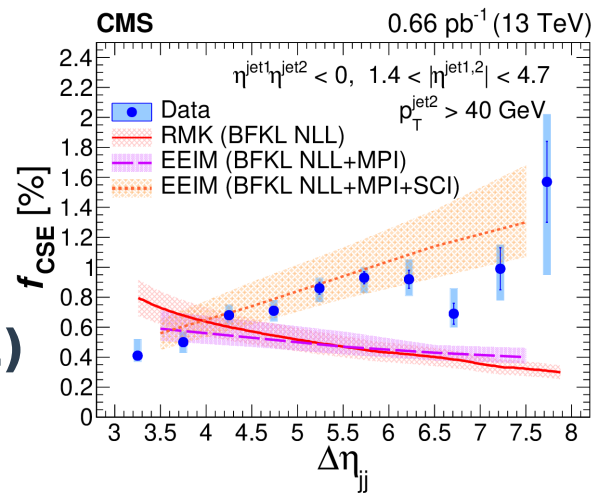 CMS 0.66 pb⁻¹ (13 TeV)
η^jet1 η^jet2 < 0, 1.4 < |η^jet1,2| < 4.7
p_T^jet2 > 40 GeV
Data
RMK (BFKL NLL)
EEIM (BFKL NLL+MPI)
EEIM (BFKL NLL+MPI+SCI)
f_CSE [%]
2.4
2.2
2
1.8
1.6
1.4
1.2
1
0.8
0.6
0.4
0.2
0
)
3 3.5 4 4.5 5 5.5 6 6.5 7 7.5 8
Δη_jj